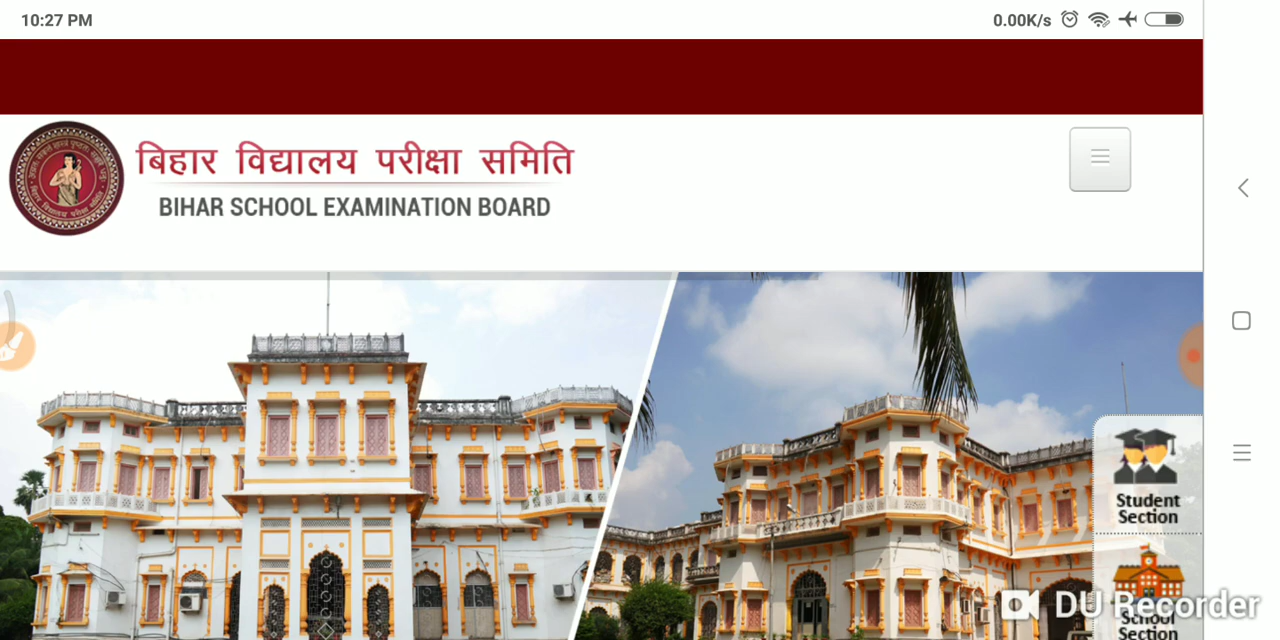 10:27 PM
0.00K/s
बिहार विद्यालय परीक्षा समिति
BIHAR SCHOOL EXAMINATION BOARD
Student
Section
School
Section
DU Recorder